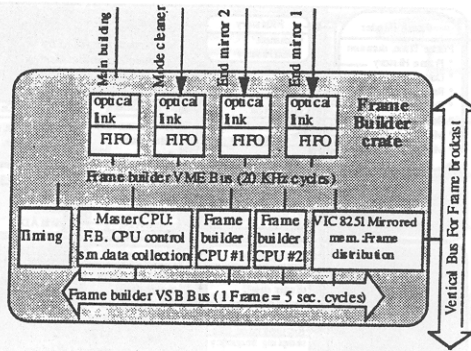 Main building
Mode cleaner
End mirror 2
End mirror 1
optical
link
FIFO
optical
link
FIFO
optical
link
FIFO
optical
link
FIFO
Frame
Builder
crate
Frame builder VME Bus (20 KHz cycles)
Timing
Master CPU:
F.B. CPU control
s.m.data collection
Frame
builder
CPU #1
Frame
builder
CPU #2
VIC 8251 Mirrored
mem.:Frame
distribution
Frame builder VSB Bus (1 Frame = 5 sec. cycles)
Vertical Bus For Frame brodcast